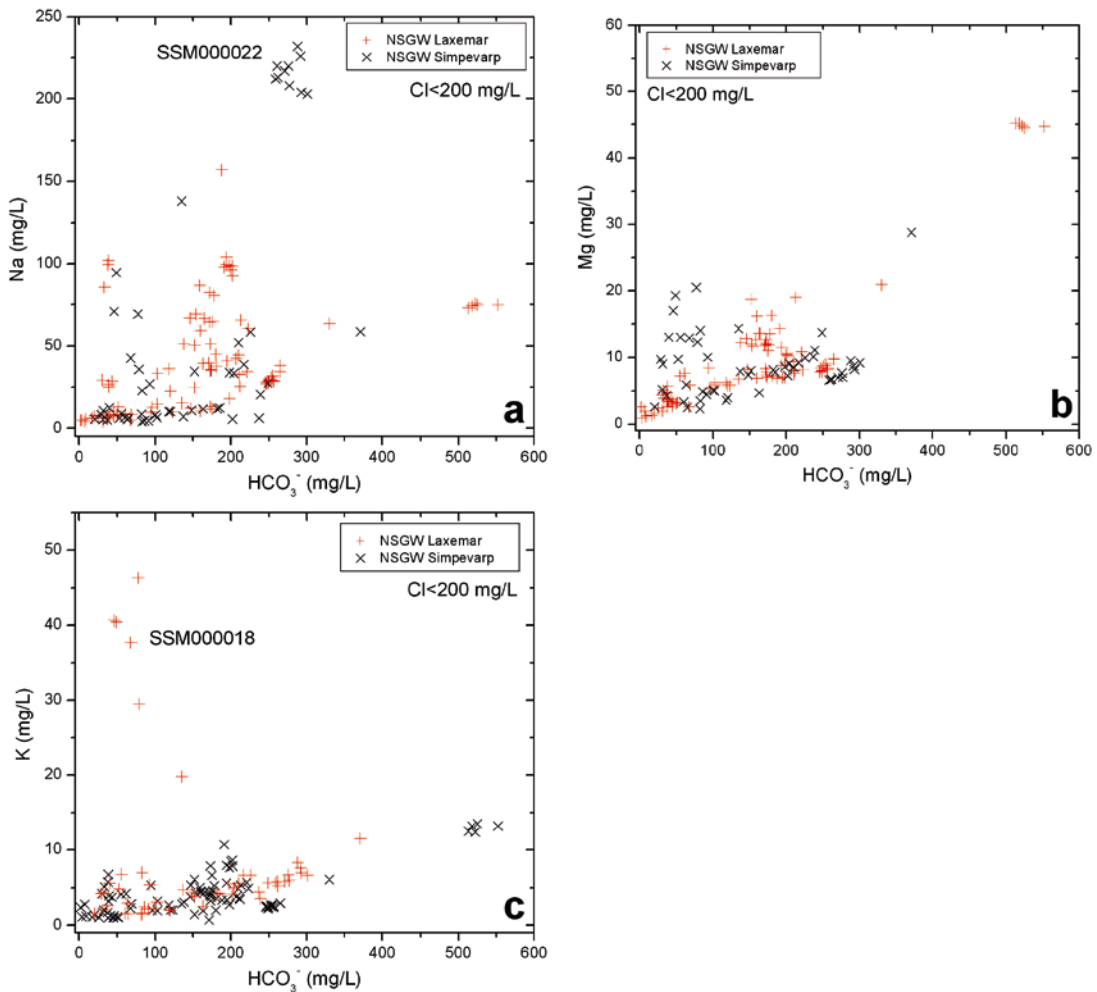 250
200
150
100
50
0
Na (mg/L)
SSM000022
NSGW Laxemar
NSGW Simpevarp
Cl<200 mg/L
a
0 100 200 300 400 500 600
HCO₃⁻ (mg/L)
60
50
40
30
20
10
0
Mg (mg/L)
NSGW Laxemar
NSGW Simpevarp
Cl<200 mg/L
b
0 100 200 300 400 500 600
HCO₃⁻ (mg/L)
50
40
30
20
10
0
K (mg/L)
NSGW Laxemar
NSGW Simpevarp
Cl<200 mg/L
SSM000018
c
0 100 200 300 400 500 600
HCO₃⁻ (mg/L)